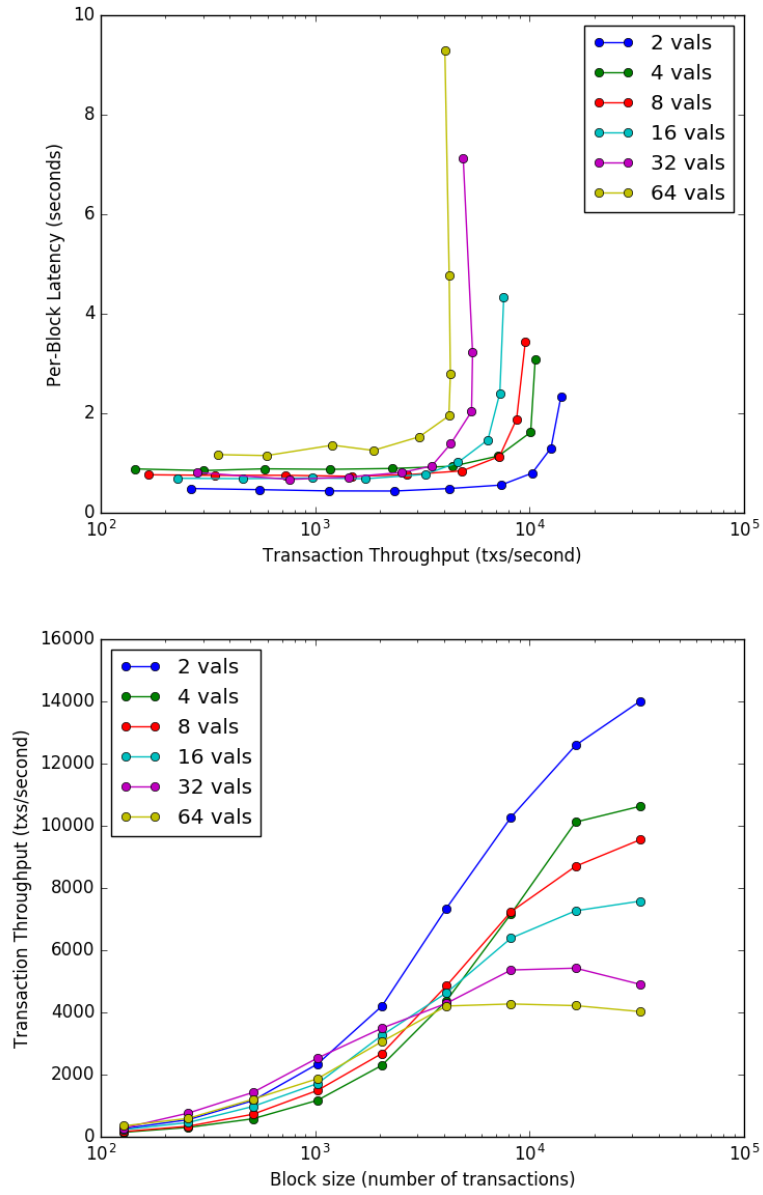 10
8
6
4
2
0
Per-Block Latency (seconds)
2 vals
4 vals
8 vals
16 vals
32 vals
64 vals
10² 10³ 10⁴ 10⁵
Transaction Throughput (txs/second)
16000
14000
12000
10000
8000
6000
4000
2000
0
Transaction Throughput (txs/second)
2 vals
4 vals
8 vals
16 vals
32 vals
64 vals
10² 10³ 10⁴ 10⁵
Block size (number of transactions)